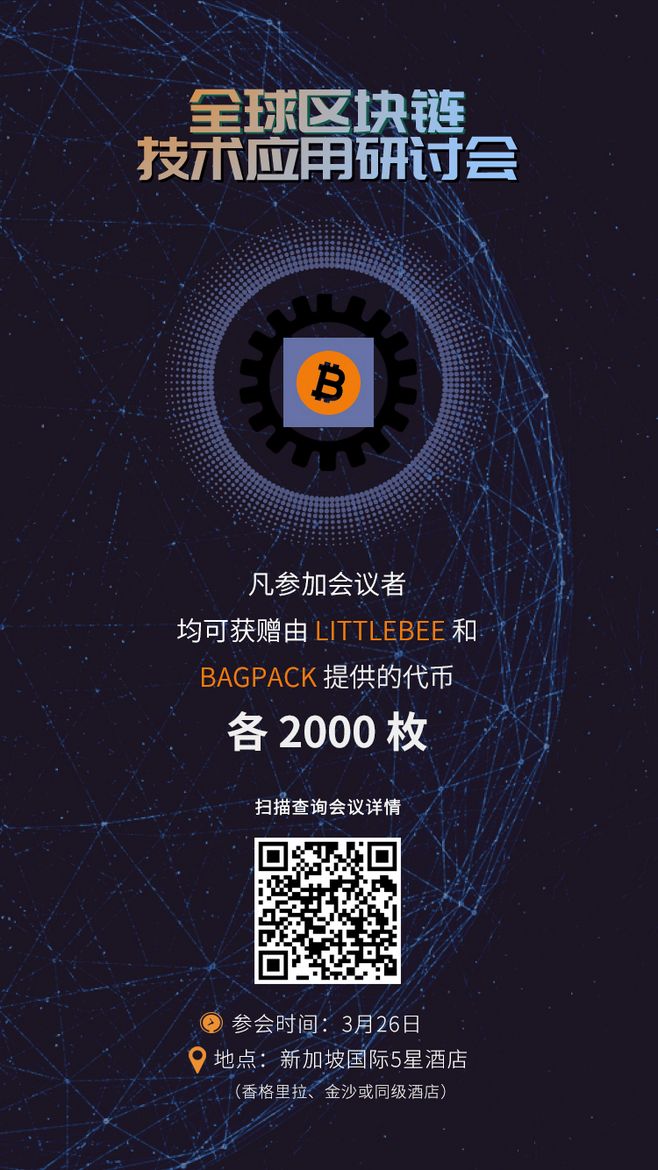 全球区块链
技术应用研讨会
凡参加会议者
均可获赠由 LITTLEBEE 和
BAGPACK 提供的代币
各 2000 枚
扫描查询会议详情
参会时间：3月26日
地点：新加坡国际5星酒店
（香格里拉、金沙或同级酒店）